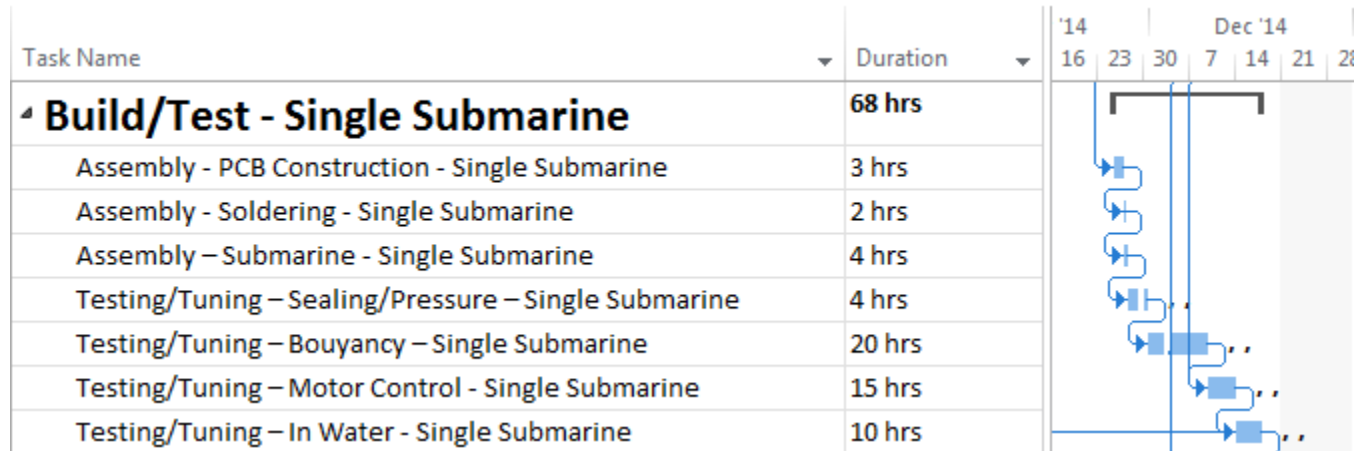 '14 Dec '14
Task Name Duration 16 23 30 7 14 21 28
Build/Test - Single Submarine 68 hrs
Assembly - PCB Construction - Single Submarine 3 hrs
Assembly - Soldering - Single Submarine 2 hrs
Assembly – Submarine - Single Submarine 4 hrs
Testing/Tuning – Sealing/Pressure – Single Submarine 4 hrs , ,
Testing/Tuning – Bouyancy – Single Submarine 20 hrs , ,
Testing/Tuning – Motor Control - Single Submarine 15 hrs , ,
Testing/Tuning – In Water - Single Submarine 10 hrs , ,